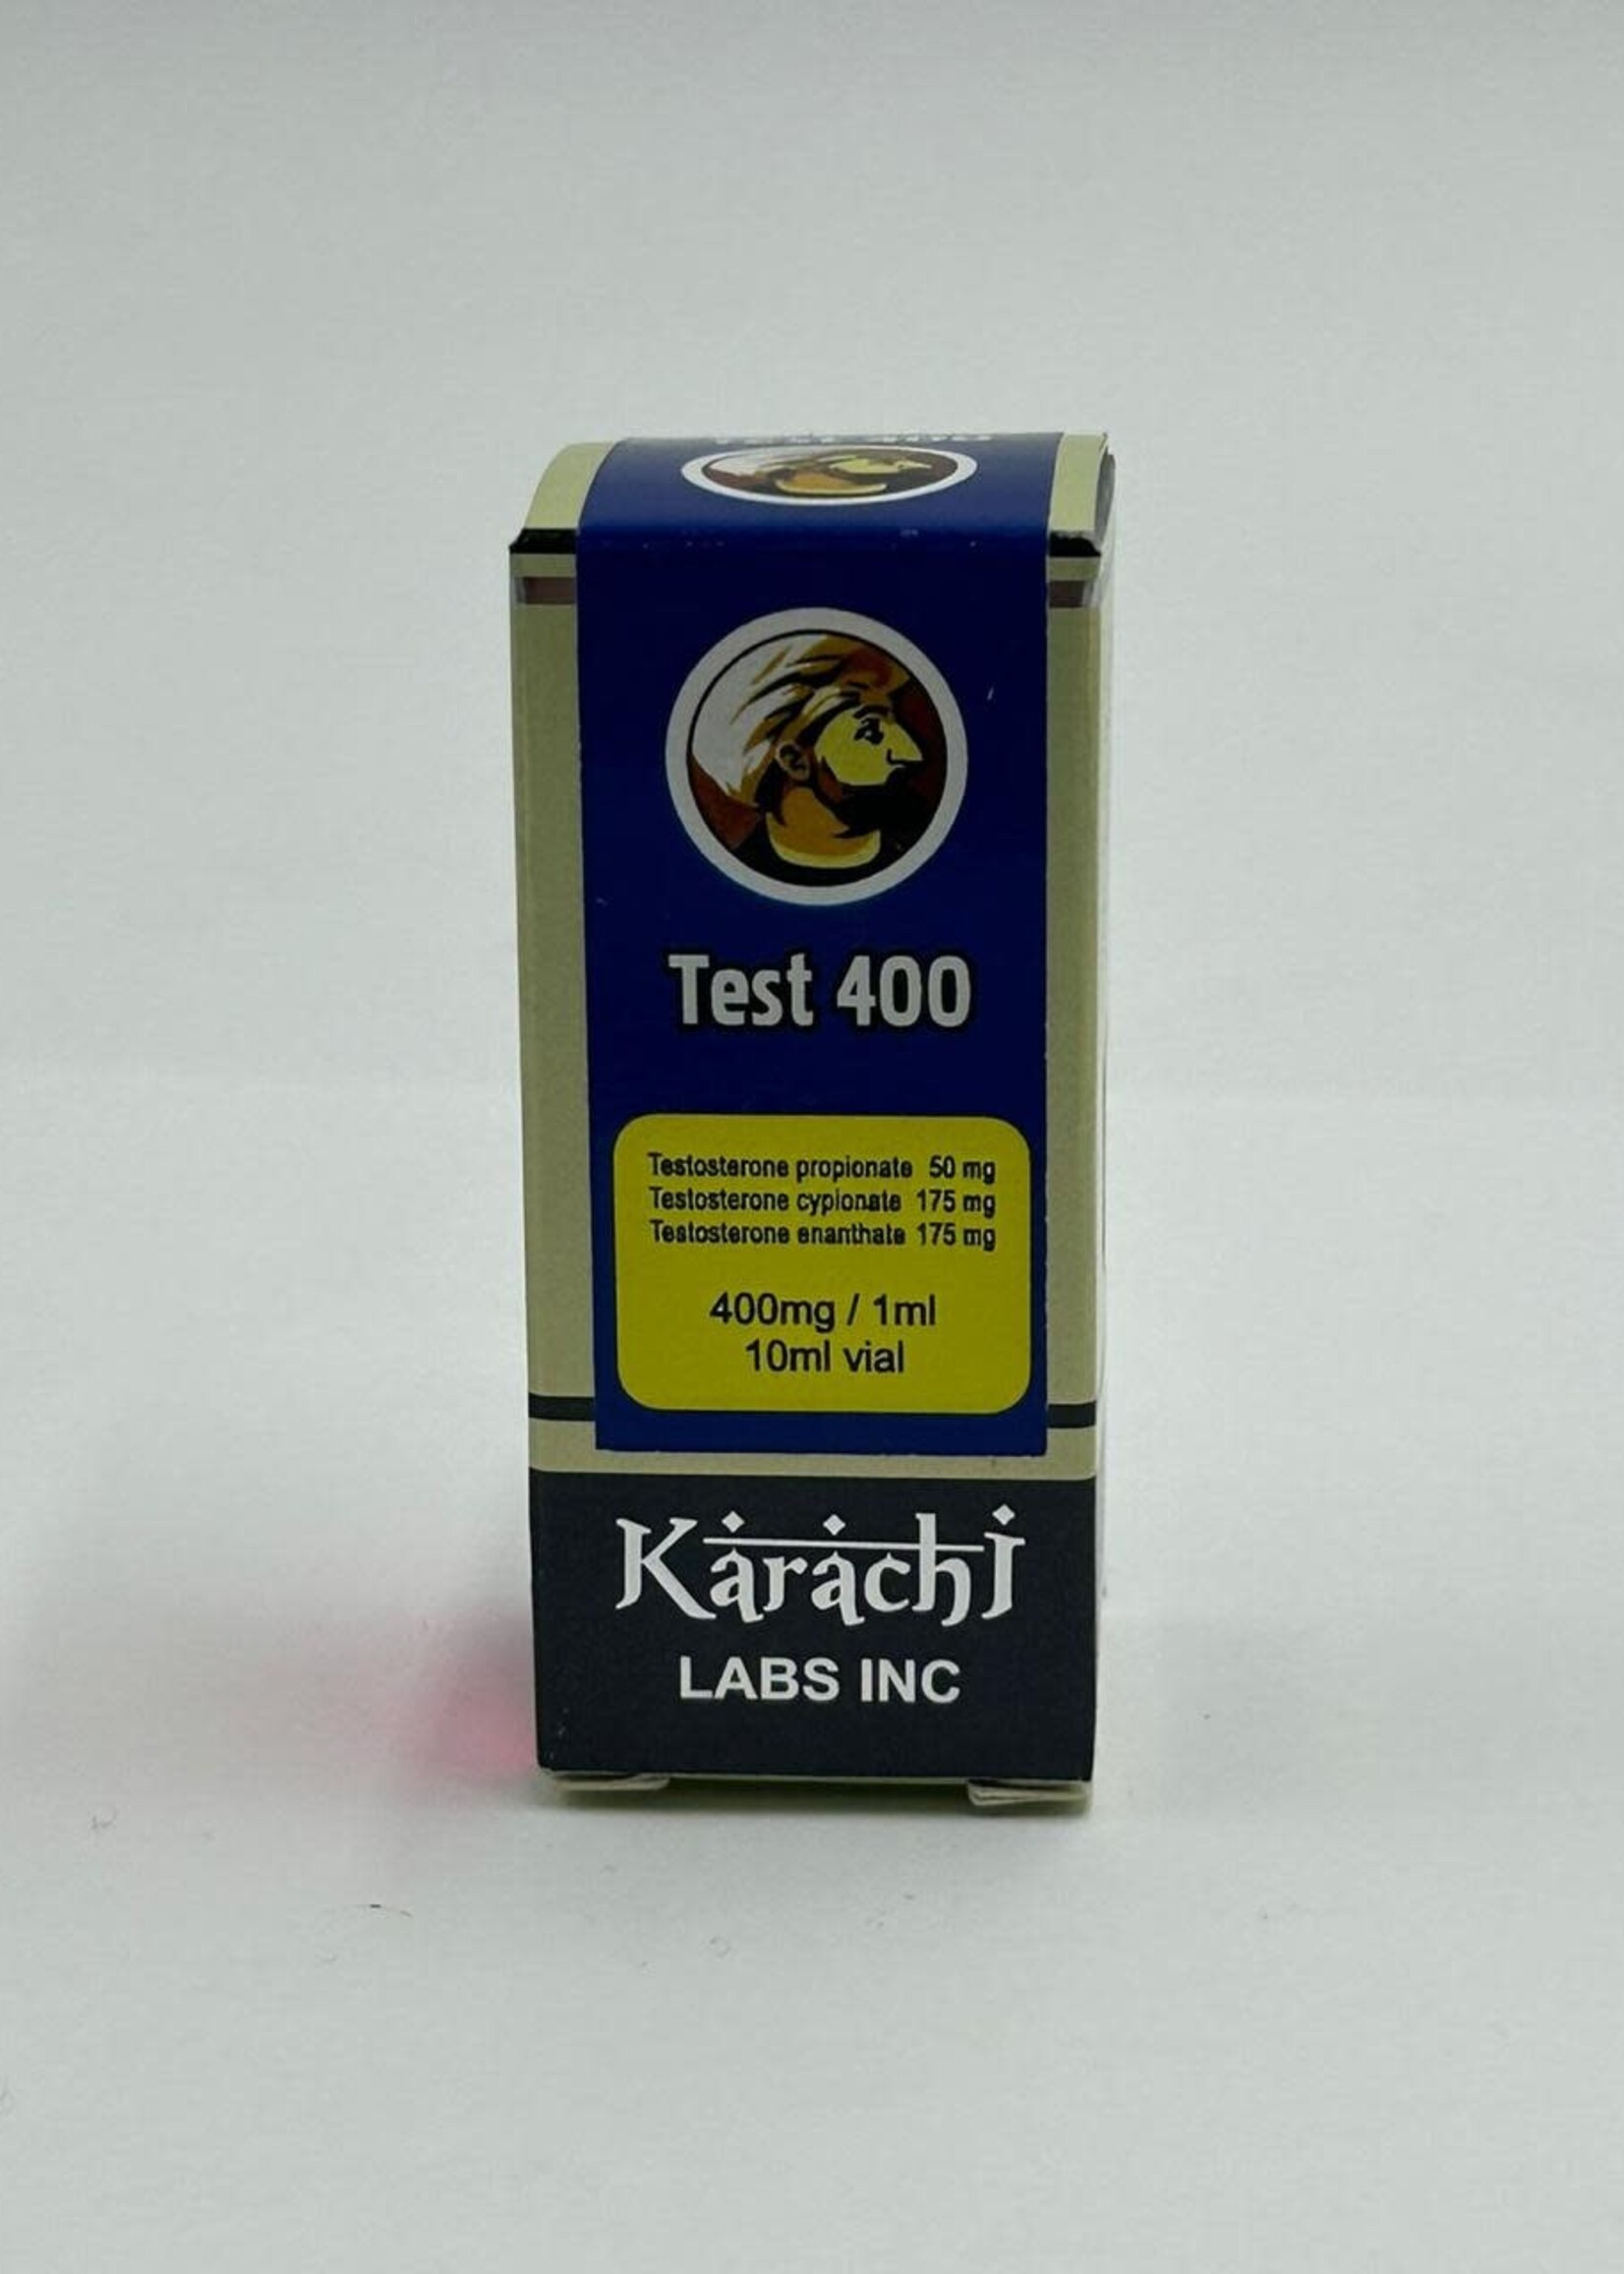 Test 400
Testosterone propionate 50 mg
Testosterone cypionate 175 mg
Testosterone enanthate 175 mg
400mg / 1ml
10ml vial
Karachi
LABS INC